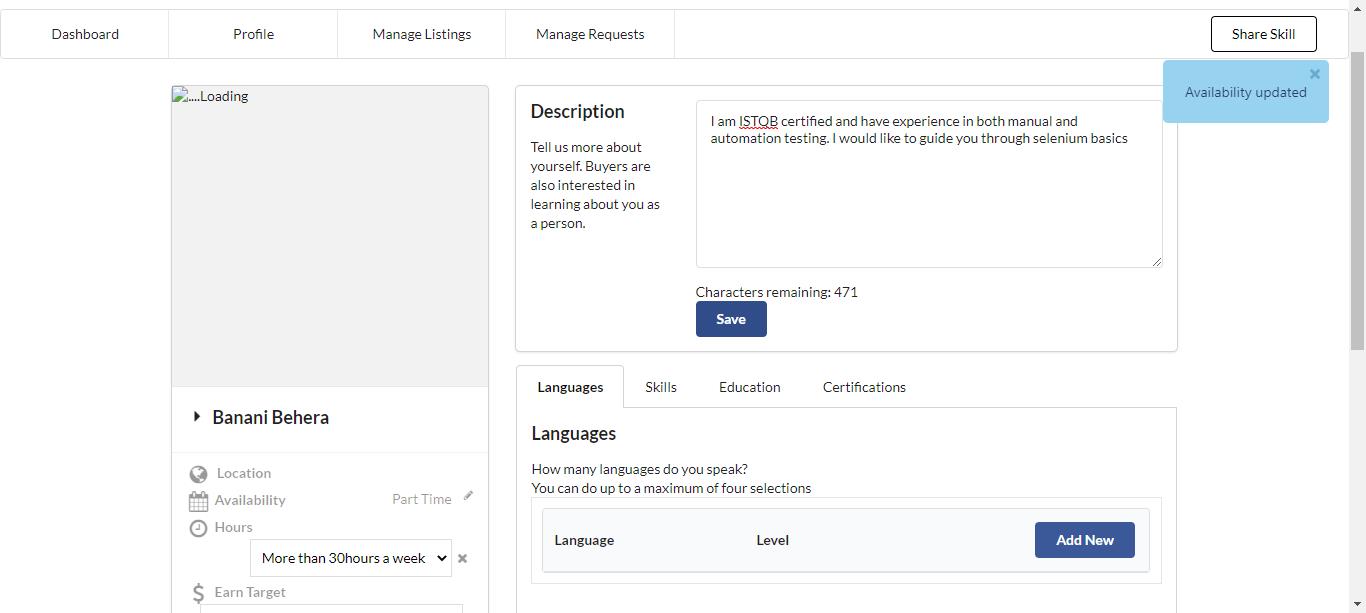 Dashboard
Profile
Manage Listings
Manage Requests
Share Skill
Availability updated
....Loading
Description
Tell us more about
yourself. Buyers are
also interested in
learning about you as
a person.
I am ISTQB certified and have experience in both manual and
automation testing. I would like to guide you through selenium basics
Characters remaining: 471
Save
Banani Behera
Location
Availability
Part Time
Hours
More than 30hours a week
Earn Target
Languages
Skills
Education
Certifications
Languages
How many languages do you speak?
You can do up to a maximum of four selections
Language
Level
Add New